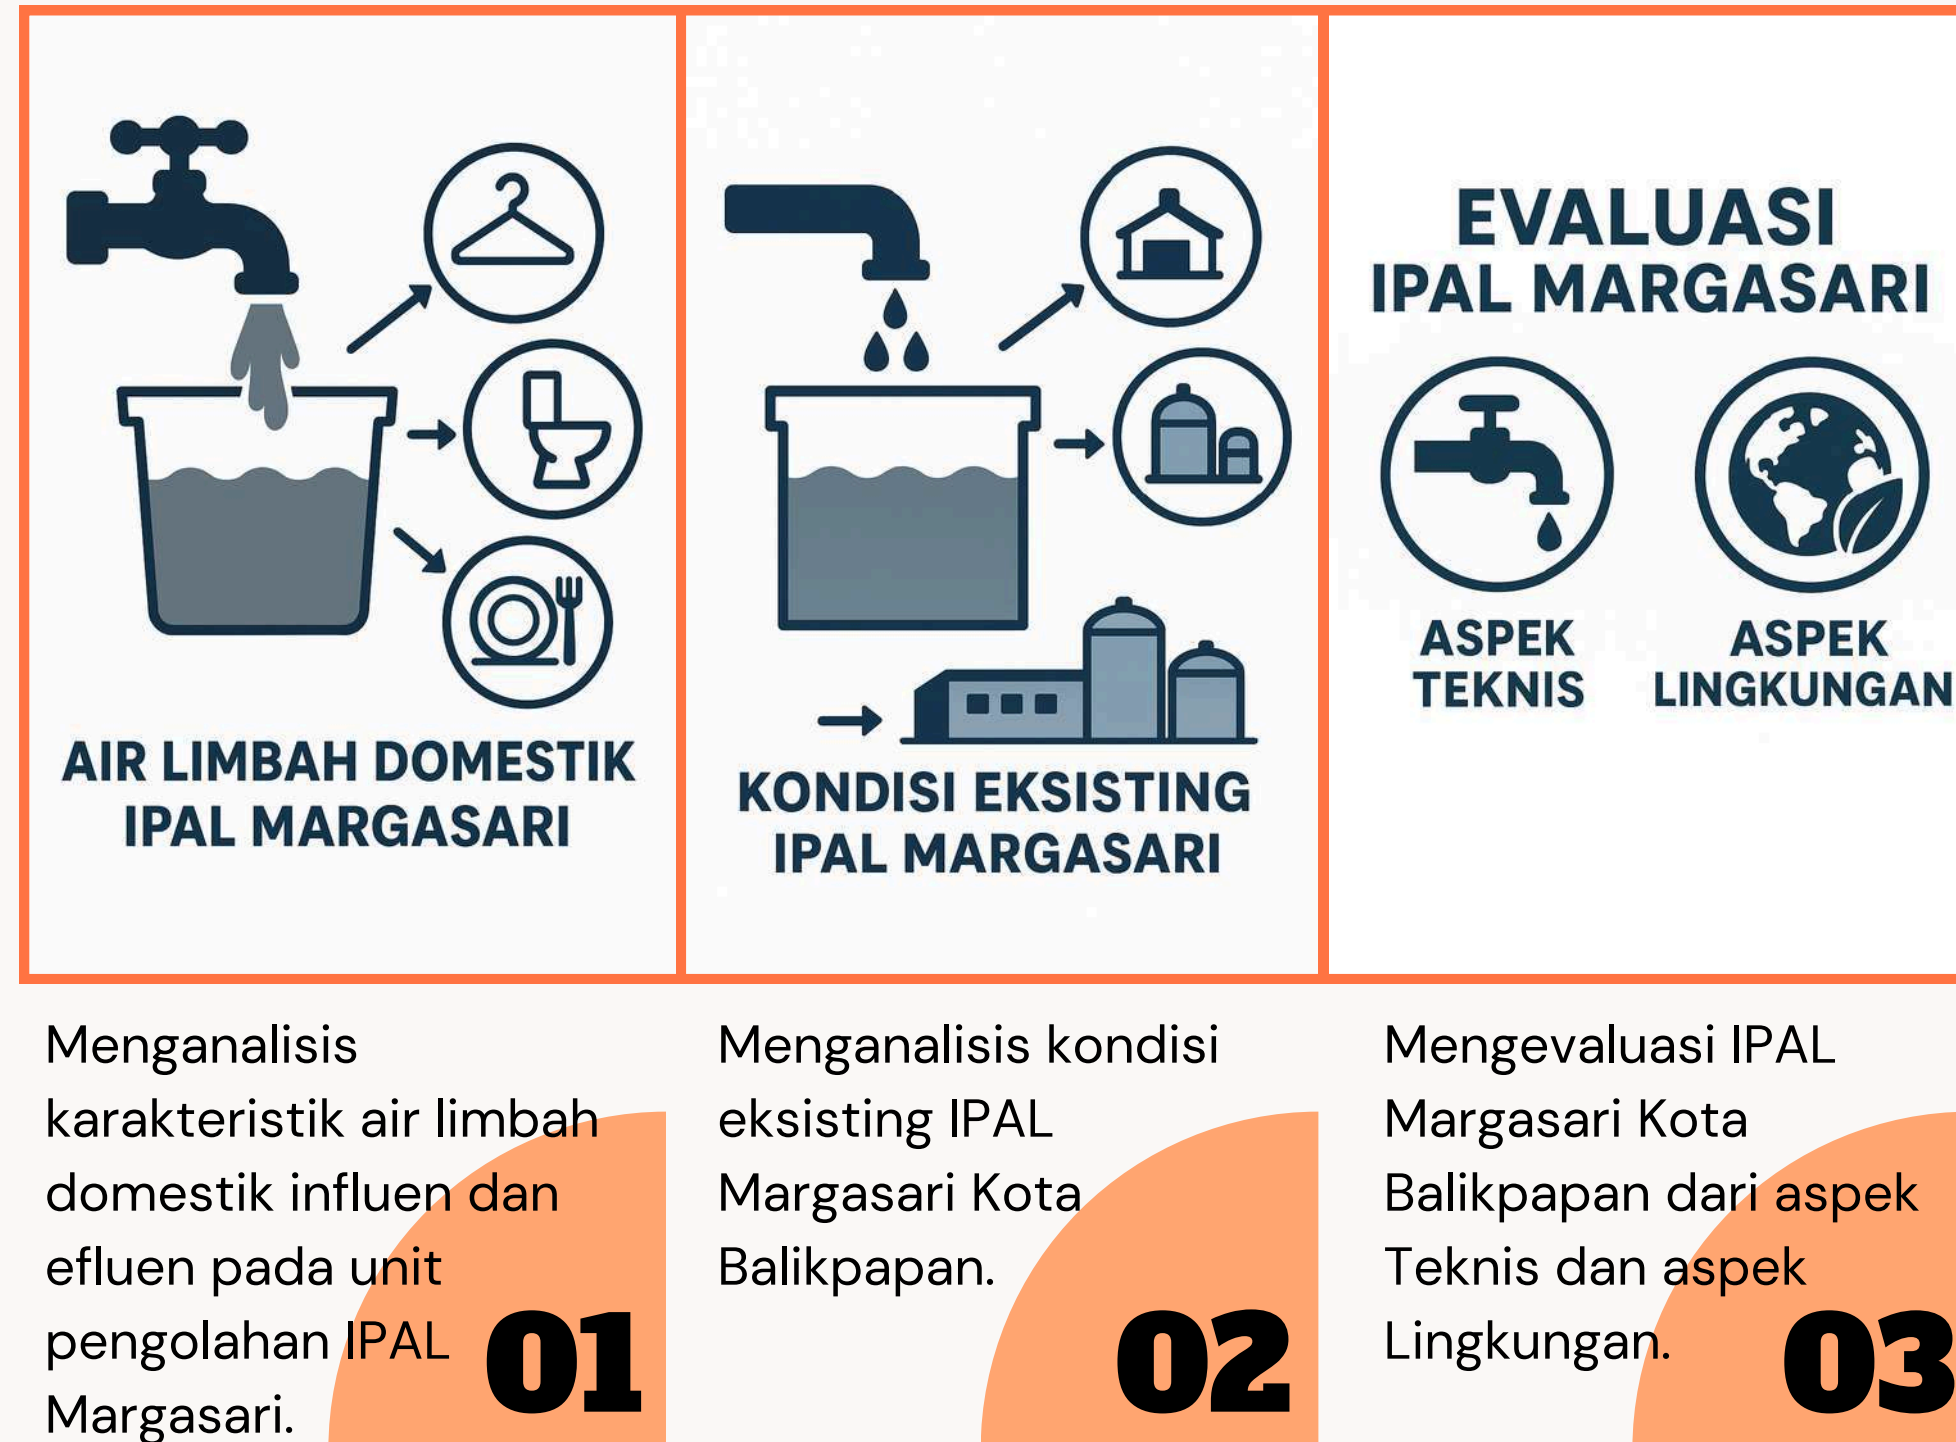 AIR LIMBAH DOMESTIK
IPAL MARGASARI
KONDISI EKSISTING
IPAL MARGASARI
EVALUASI
IPAL MARGASARI
ASPEK
TEKNIS
ASPEK
LINGKUNGAN
Menganalisis
karakteristik air limbah
domestik influen dan
efluen pada unit
pengolahan IPAL
Margasari.
01
Menganalisis kondisi
eksisting IPAL
Margasari Kota
Balikpapan.
02
Mengevaluasi IPAL
Margasari Kota
Balikpapan dari aspek
Teknis dan aspek
Lingkungan.
03